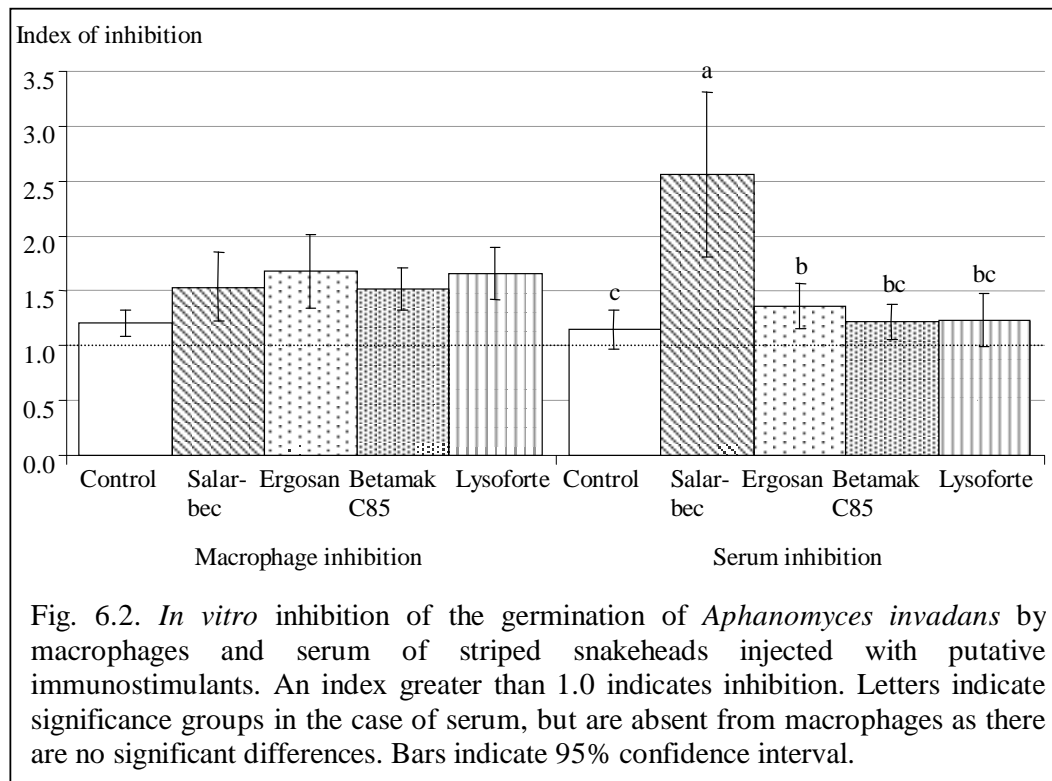 Index of inhibition
3.5
3.0
2.5
2.0
1.5
1.0
0.5
0.0
a
b
bc
bc
c
Control Salar- Ergosan Betamak Lysoforte Control Salar- Ergosan Betamak Lysoforte
bec C85 bec C85
Macrophage inhibition Serum inhibition
Fig. 6.2. In vitro inhibition of the germination of Aphanomyces invadans by
macrophages and serum of striped snakeheads injected with putative
immunostimulants. An index greater than 1.0 indicates inhibition. Letters indicate
significance groups in the case of serum, but are absent from macrophages as there
are no significant differences. Bars indicate 95% confidence interval.